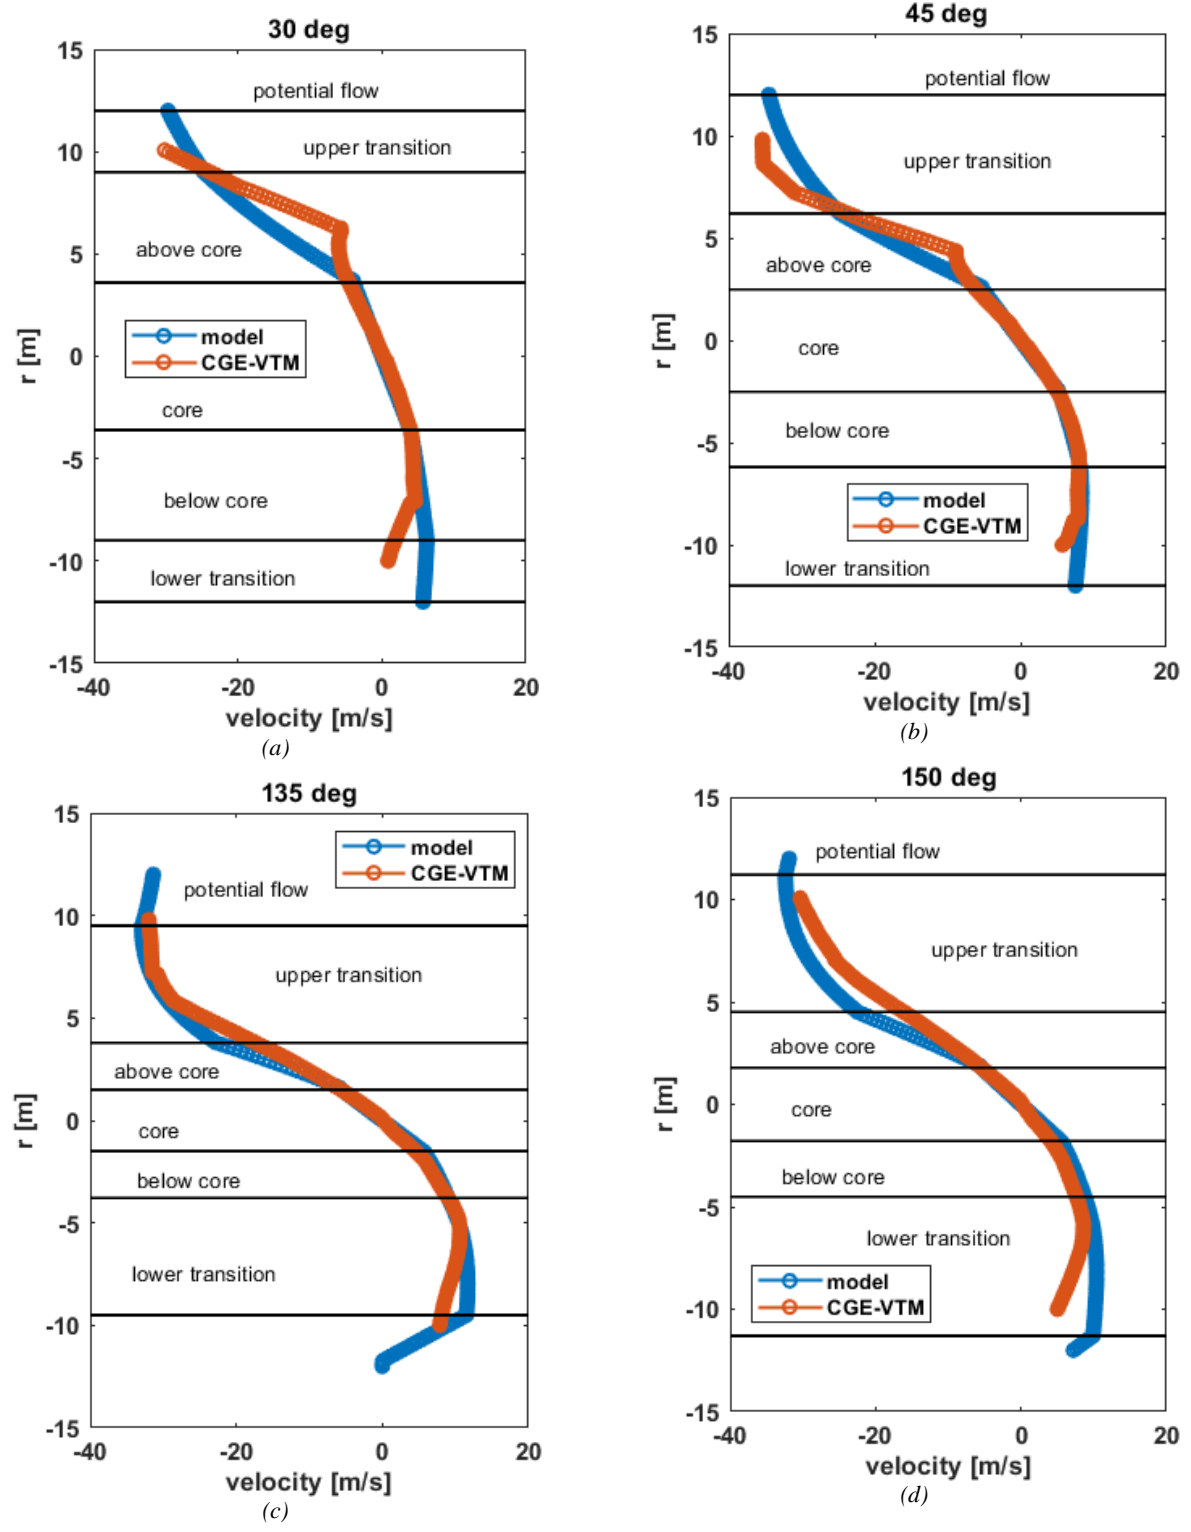 30 deg
15
potential flow
10
upper transition
5
above core
r [m]
model
CGE-VTM
0
core
-5
below core
-10
lower transition
-15
-40 -20 0 20
velocity [m/s]
(a)
45 deg
15
potential flow
10
upper transition
5
above core
r [m]
0
core
below core
-5
model
CGE-VTM
-10
lower transition
-15
-40 -20 0 20
velocity [m/s]
(b)
135 deg
15
model
CGE-VTM
potential flow
10
upper transition
5
above core
r [m]
0
core
below core
-5
lower transition
-10
-15
-40 -20 0 20
velocity [m/s]
(c)
150 deg
15
potential flow
10
upper transition
5
above core
r [m]
0
core
below core
-5
lower transition
model
CGE-VTM
-10
-15
-40 -20 0 20
velocity [m/s]
(d)